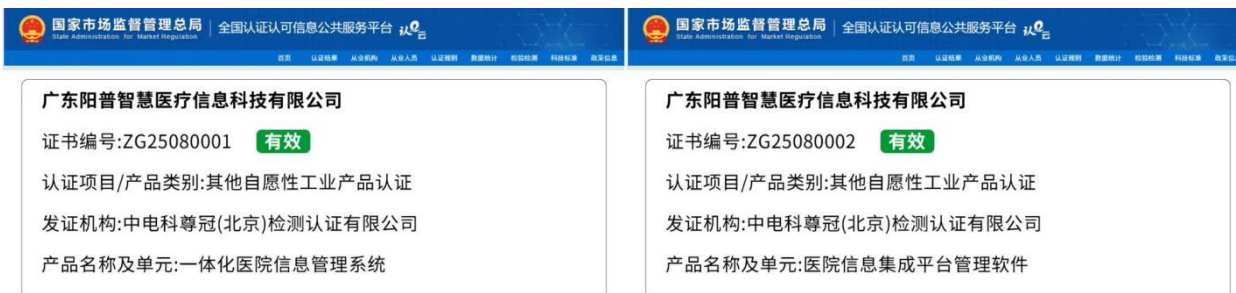 国家市场监督管理总局 全国认证认可信息公共服务平台 认e云
State Administration for Market Regulation
首页 认证结果 从业机构 从业人员 认证规则 数据统计 检验检测 科技标准 政采信息
广东阳普智慧医疗信息科技有限公司
证书编号:ZG25080001 有效
认证项目/产品类别:其他自愿性工业产品认证
发证机构:中电科尊冠(北京)检测认证有限公司
产品名称及单元:一体化医院信息管理系统
国家市场监督管理总局 全国认证认可信息公共服务平台 认e云
State Administration for Market Regulation
首页 认证结果 从业机构 从业人员 认证规则 数据统计 检验检测 科技标准 政采信
广东阳普智慧医疗信息科技有限公司
证书编号:ZG25080002 有效
认证项目/产品类别:其他自愿性工业产品认证
发证机构:中电科尊冠(北京)检测认证有限公司
产品名称及单元:医院信息集成平台管理软件